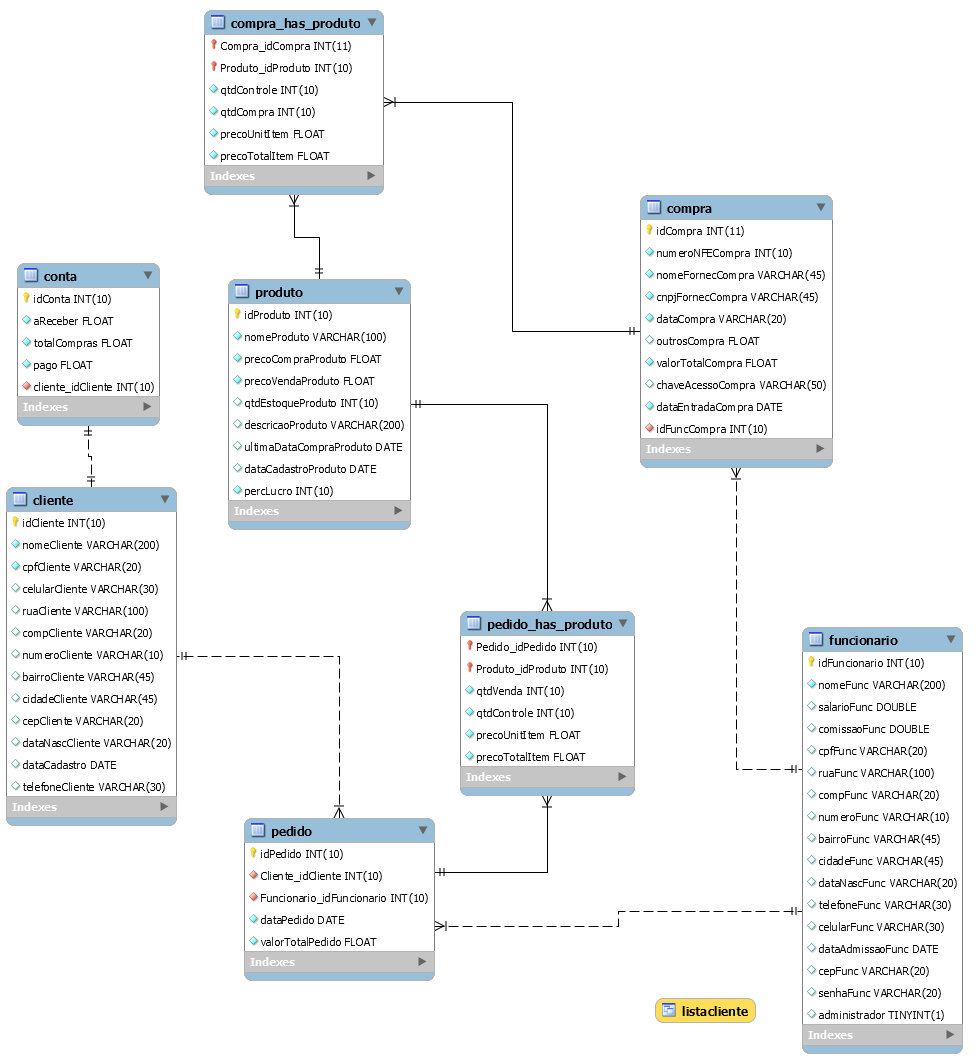 compra_has_produto
Compra_idCompra INT(11)
Produto_idProduto INT(10)
qtdControle INT(10)
qtdCompra INT(10)
precoUnitItem FLOAT
precoTotalItem FLOAT
Indexes
compra
idCompra INT(11)
numeroNFECompra INT(10)
nomeFornecCompra VARCHAR(45)
cnpjFornecCompra VARCHAR(45)
dataCompra VARCHAR(20)
outrosCompra FLOAT
valorTotalCompra FLOAT
chaveAcessoCompra VARCHAR(50)
dataEntradaCompra DATE
idFuncCompra INT(10)
Indexes
conta
idConta INT(10)
aReceber FLOAT
totalCompras FLOAT
pago FLOAT
cliente_idCliente INT(10)
Indexes
produto
idProduto INT(10)
nomeProduto VARCHAR(100)
precoCompraProduto FLOAT
precoVendaProduto FLOAT
qtdEstoqueProduto INT(10)
descricaoProduto VARCHAR(200)
ultimaDataCompraProduto DATE
dataCadastroProduto DATE
percLucro INT(10)
Indexes
cliente
idCliente INT(10)
nomeCliente VARCHAR(200)
cpfCliente VARCHAR(20)
celularCliente VARCHAR(30)
ruaCliente VARCHAR(100)
compCliente VARCHAR(20)
numeroCliente VARCHAR(10)
bairroCliente VARCHAR(45)
cidadeCliente VARCHAR(45)
cepCliente VARCHAR(20)
dataNascCliente VARCHAR(20)
dataCadastro DATE
telefoneCliente VARCHAR(30)
Indexes
pedido_has_produto
Pedido_idPedido INT(10)
Produto_idProduto INT(10)
qtdVenda INT(10)
qtdControle INT(10)
precoUnitItem FLOAT
precoTotalItem FLOAT
Indexes
funcionario
idFuncionario INT(10)
nomeFunc VARCHAR(200)
salarioFunc DOUBLE
comissaoFunc DOUBLE
cpfFunc VARCHAR(20)
ruaFunc VARCHAR(100)
compFunc VARCHAR(20)
numeroFunc VARCHAR(10)
bairroFunc VARCHAR(45)
cidadeFunc VARCHAR(45)
dataNascFunc VARCHAR(20)
telefoneFunc VARCHAR(30)
celularFunc VARCHAR(30)
dataAdmissaoFunc DATE
cepFunc VARCHAR(20)
senhaFunc VARCHAR(20)
administrador TINYINT(1)
Indexes
pedido
idPedido INT(10)
Cliente_idCliente INT(10)
Funcionario_idFuncionario INT(10)
dataPedido DATE
valorTotalPedido FLOAT
Indexes
listacliente